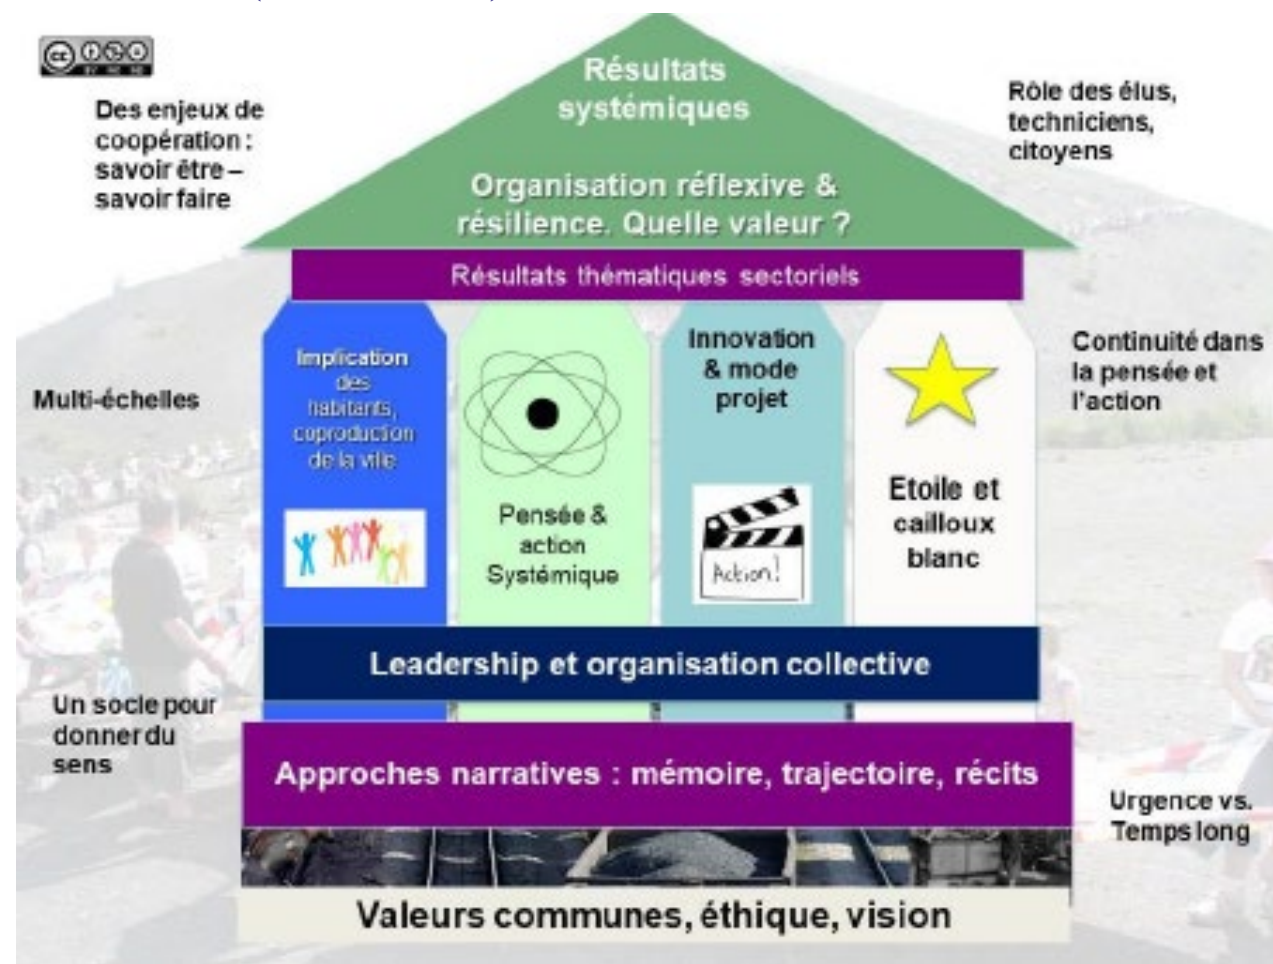 Résultats
systémiques
Organisation réflexive &
résilience. Quelle valeur ?
Des enjeux de
coopération :
savoir être –
savoir faire
Rôle des élus,
techniciens,
citoyens
Résultats thématiques sectoriels
Multi-échelles
Implication
des
habitants,
coproduction
de la ville
Pensée &
action
Systémique
Innovation
& mode
projet
Action!
Etoile et
cailloux
blanc
Continuité dans
la pensée et
l'action
Leadership et organisation collective
Un socle pour
donner du
sens
Approches narratives : mémoire, trajectoire, récits
Urgence vs.
Temps long
Valeurs communes, éthique, vision